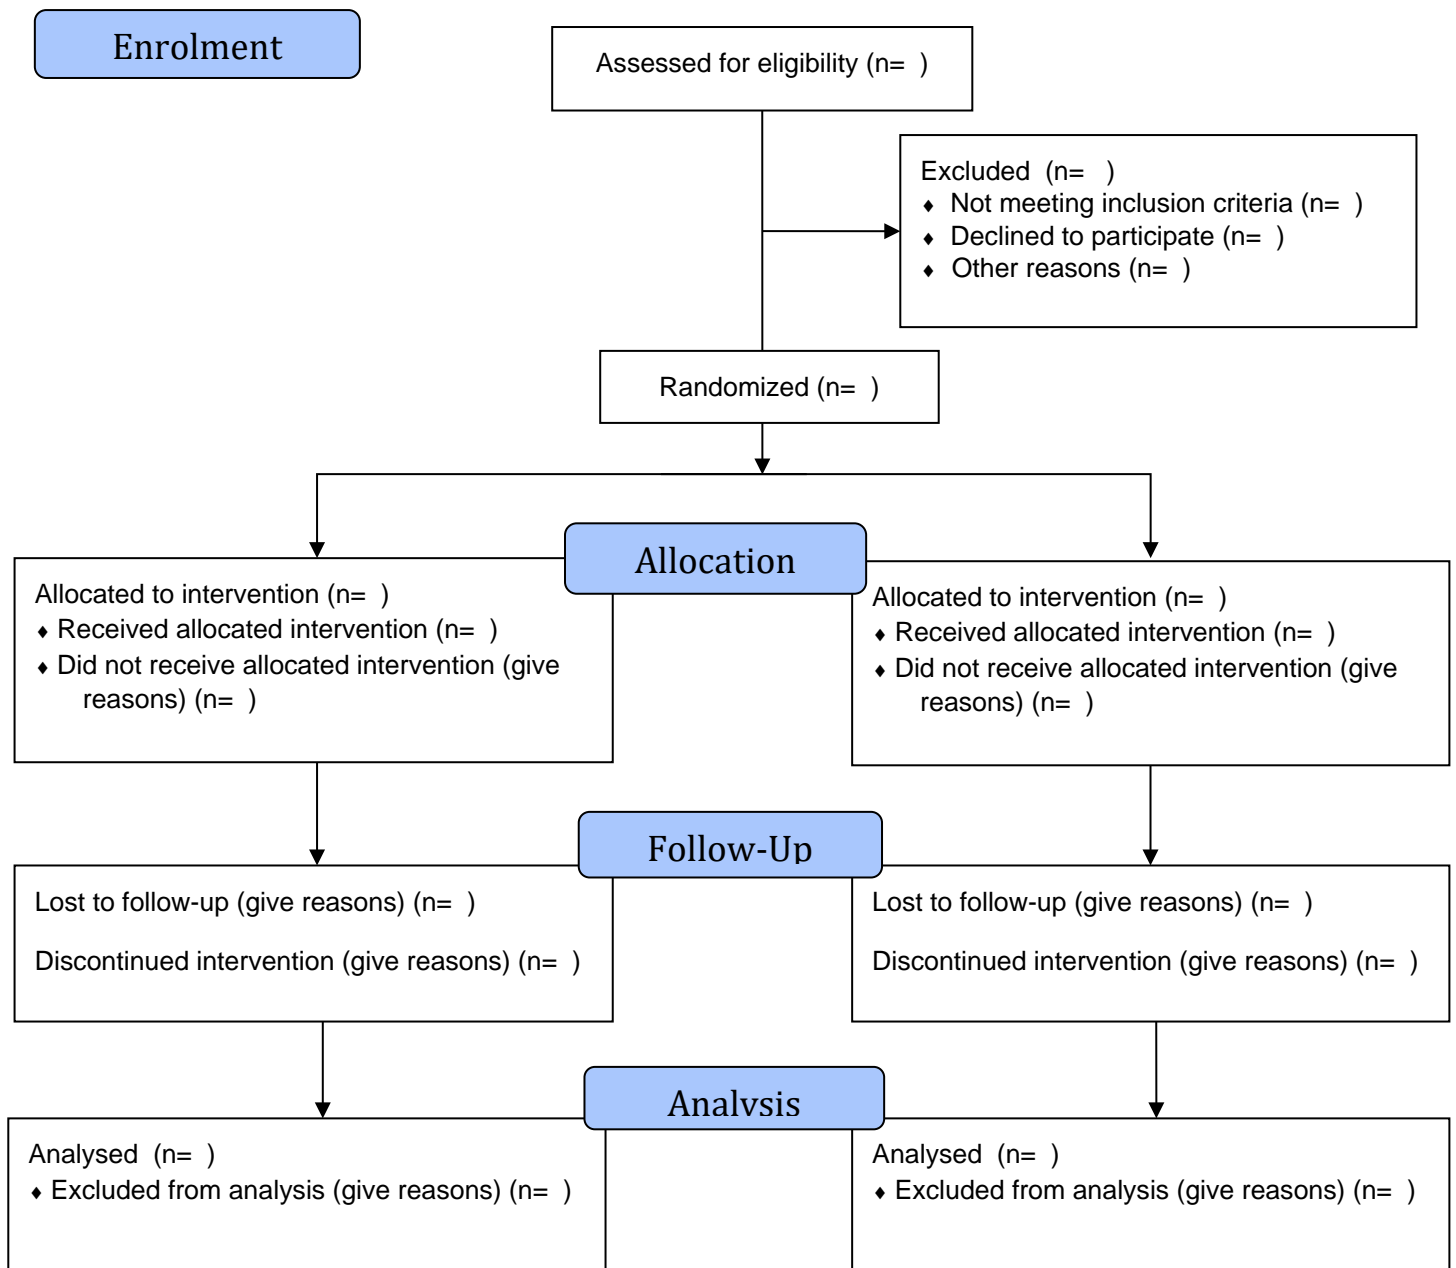 Enrolment
Assessed for eligibility (n=  )
Excluded  (n=   )
♦ Not meeting inclusion criteria (n=  )
♦ Declined to participate (n=  )
♦ Other reasons (n=  )
Randomized (n=  )
Allocation
Allocated to intervention (n=  )
♦ Received allocated intervention (n=  )
♦ Did not receive allocated intervention (give
reasons) (n=  )
Allocated to intervention (n=  )
♦ Received allocated intervention (n=  )
♦ Did not receive allocated intervention (give
reasons) (n=  )
Follow-Up
Lost to follow-up (give reasons) (n=  )
Discontinued intervention (give reasons) (n=  )
Lost to follow-up (give reasons) (n=  )
Discontinued intervention (give reasons) (n=  )
Analysis
Analysed  (n=  )
♦ Excluded from analysis (give reasons) (n=  )
Analysed  (n=  )
♦ Excluded from analysis (give reasons) (n=  )